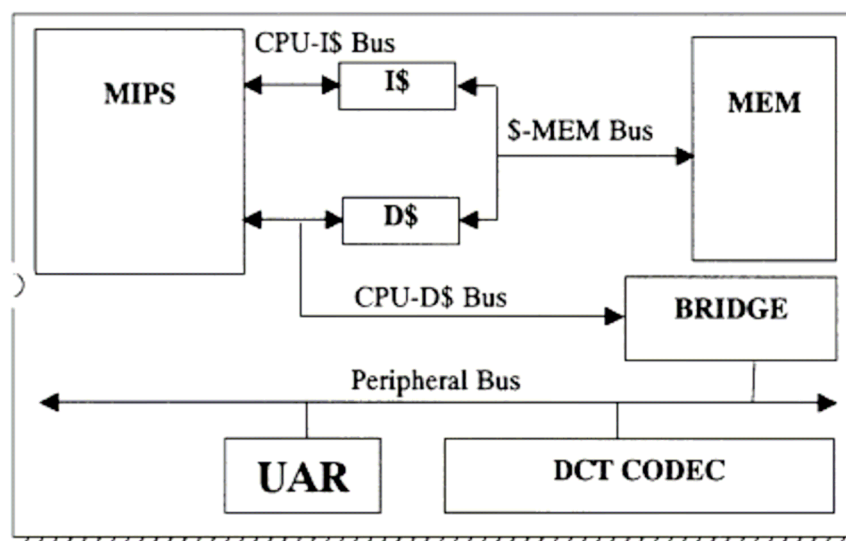 CPU-I$ Bus
MIPS
I$
MEM
$-MEM Bus
D$
CPU-D$ Bus
BRIDGE
Peripheral Bus
UAR
DCT CODEC